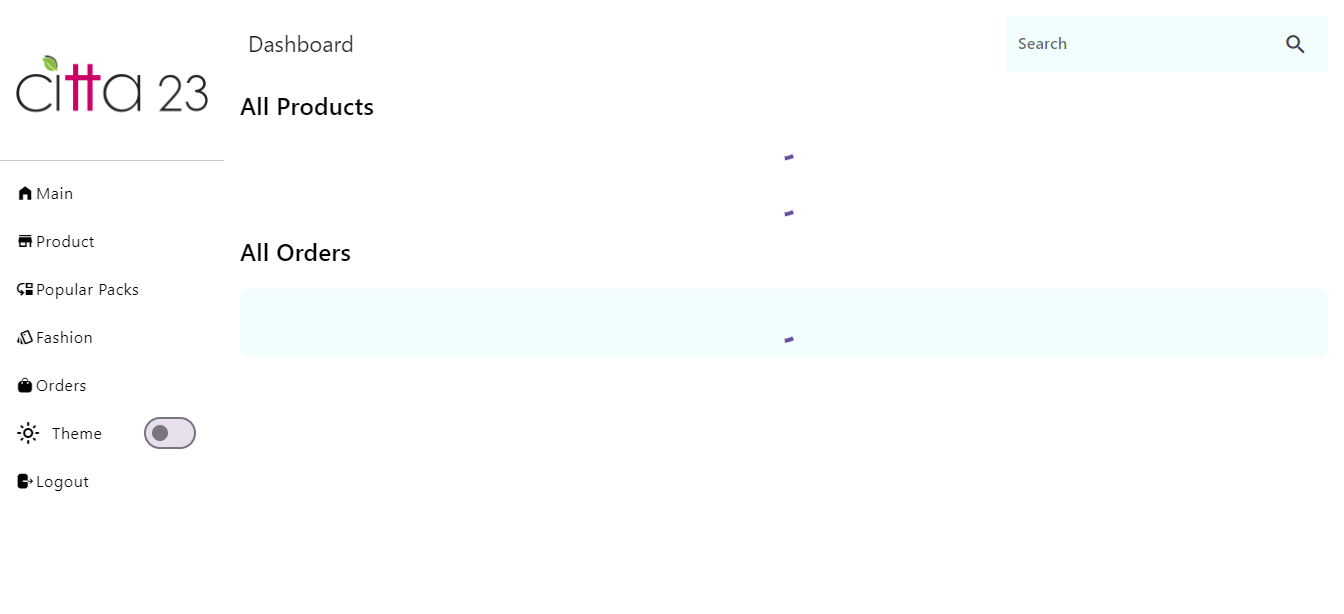 citta 23
Dashboard
Search
All Products
All Orders
Main
Product
Popular Packs
Fashion
Orders
Theme
Logout